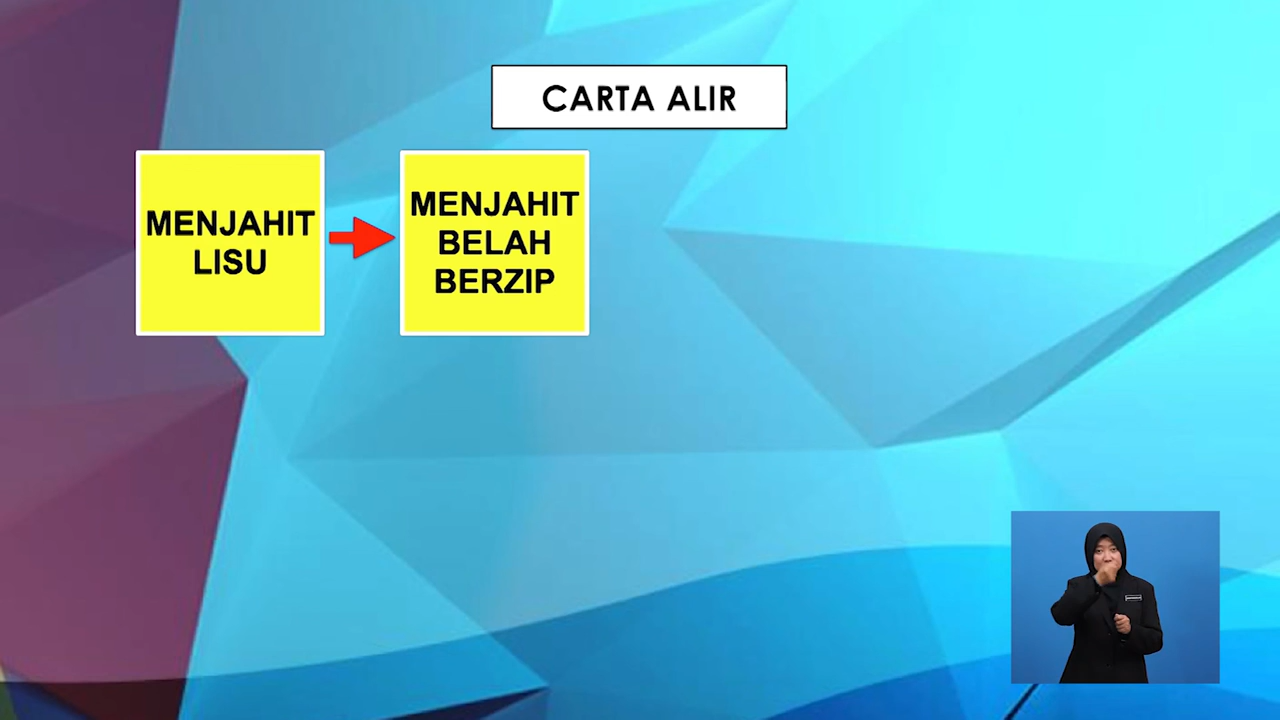 CARTA ALIR
MENJAHIT
LISU
MENJAHIT
BELAH
BERZIP